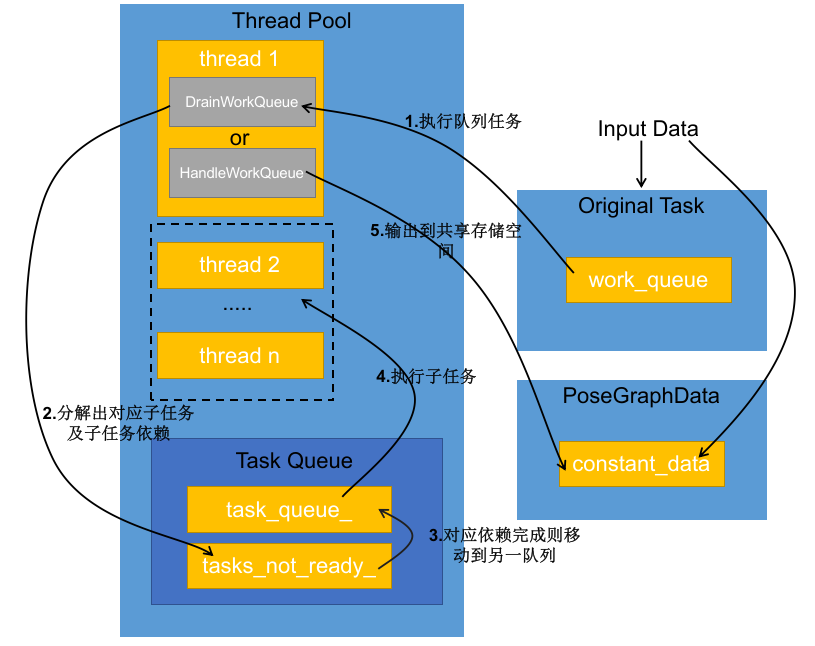 Thread Pool
thread 1
DrainWorkQueue
or
HandleWorkQueue
thread 2
.....
thread n
1.执行队列任务
Input Data
Original Task
work_queue
5.输出到共享存储空
间
4.执行子任务
PoseGraphData
constant_data
2.分解出对应子任务
及子任务依赖
Task Queue
task_queue_
tasks_not_ready_
3.对应依赖完成则移
动到另一队列